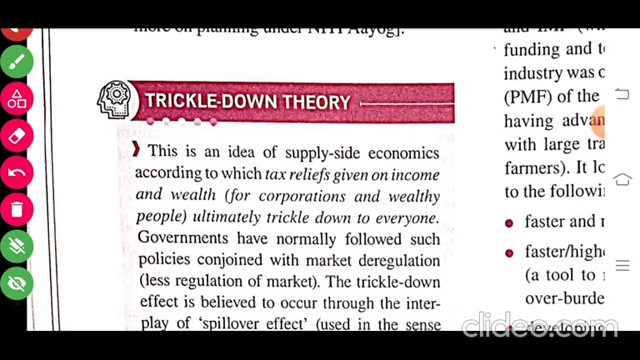 more on planning under NITI Aayog].
TRICKLE-DOWN THEORY
This is an idea of supply-side economics
according to which tax reliefs given on income
and wealth (for corporations and wealthy
people) ultimately trickle down to everyone.
Governments have normally followed such
policies conjoined with market deregulation
(less regulation of market). The trickle-down
effect is believed to occur through the inter-
play of ‘spillover effect’ (used in the sense
funding and t
industry was o
(PMF) of the
having advan
with large tra
farmers). It lo
to the followi
• faster and r
• faster/highe
(a tool to
over-burde
• developing
clideo.com